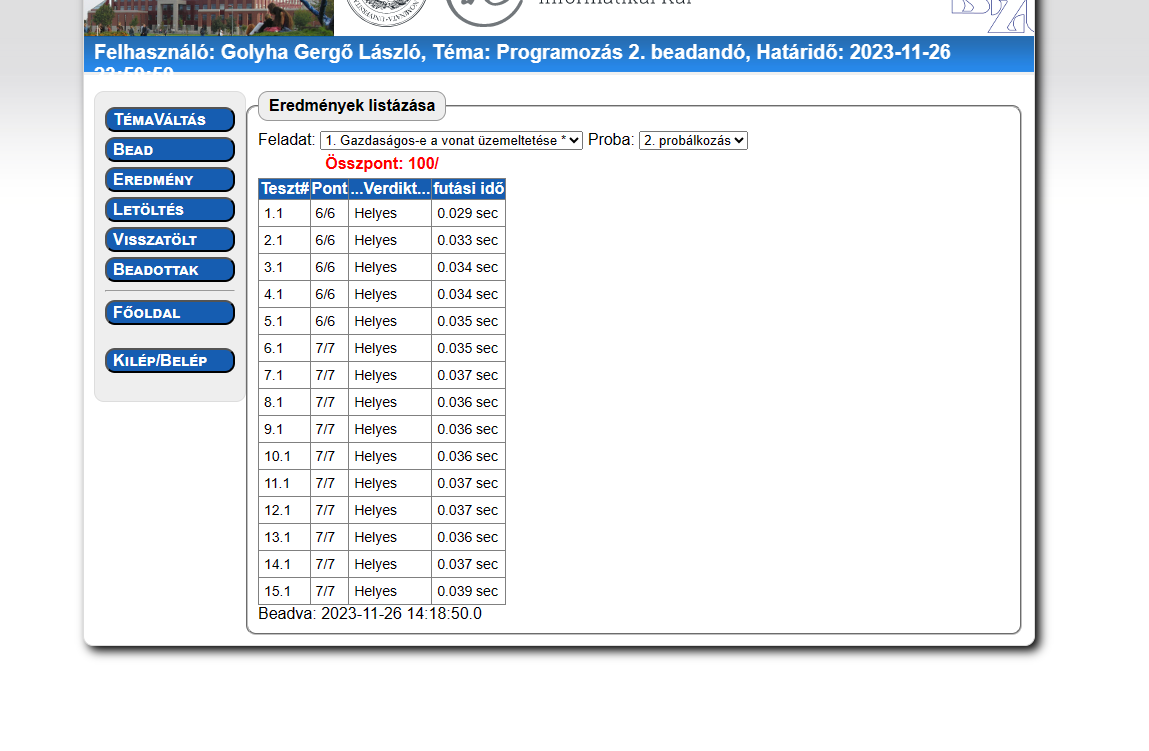 Informatikai Kar
Felhasználó: Golyha Gergő László, Téma: Programozás 2. beadandó, Határidő: 2023-11-26
23:59:59
TémaVáltás
Bead
Eredmény
Letöltés
Visszatölt
Beadottak
Főoldal
Kilép/Belép
Eredmények listázása
Feladat: 1. Gazdaságos-e a vonat üzemeltetése * Proba: 2. probálkozás
Összpont: 100/
Teszt# Pont ...Verdikt... futási idő
1.1 6/6 Helyes 0.029 sec
2.1 6/6 Helyes 0.033 sec
3.1 6/6 Helyes 0.034 sec
4.1 6/6 Helyes 0.034 sec
5.1 6/6 Helyes 0.035 sec
6.1 7/7 Helyes 0.035 sec
7.1 7/7 Helyes 0.037 sec
8.1 7/7 Helyes 0.036 sec
9.1 7/7 Helyes 0.036 sec
10.1 7/7 Helyes 0.036 sec
11.1 7/7 Helyes 0.037 sec
12.1 7/7 Helyes 0.037 sec
13.1 7/7 Helyes 0.036 sec
14.1 7/7 Helyes 0.037 sec
15.1 7/7 Helyes 0.039 sec
Beadva: 2023-11-26 14:18:50.0